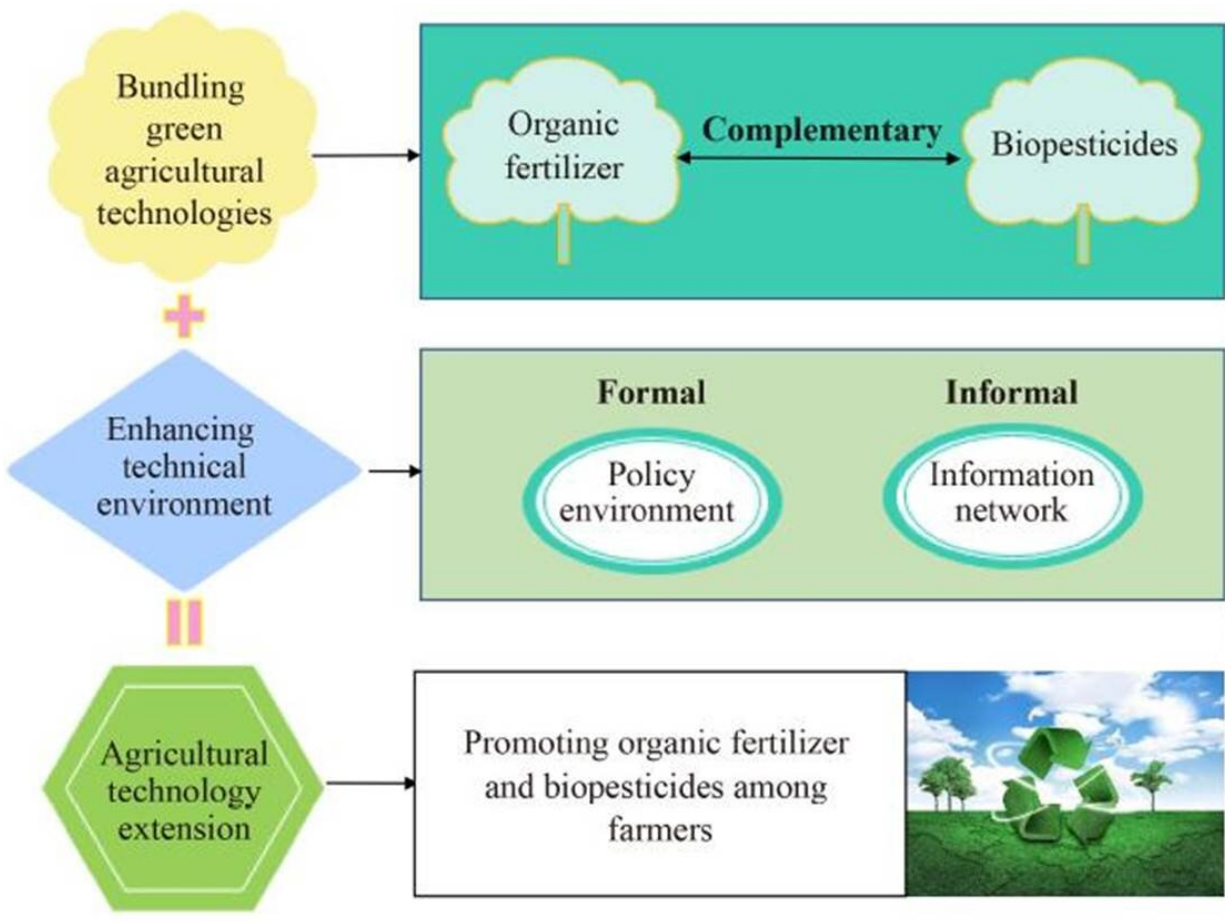 Bundling
green
agricultural
technologies
Organic
fertilizer
Complementary
Biopesticides
Enhancing
technical
environment
Formal
Policy
environment
Informal
Information
network
Agricultural
technology
extension
Promoting organic fertilizer
and biopesticides among
farmers